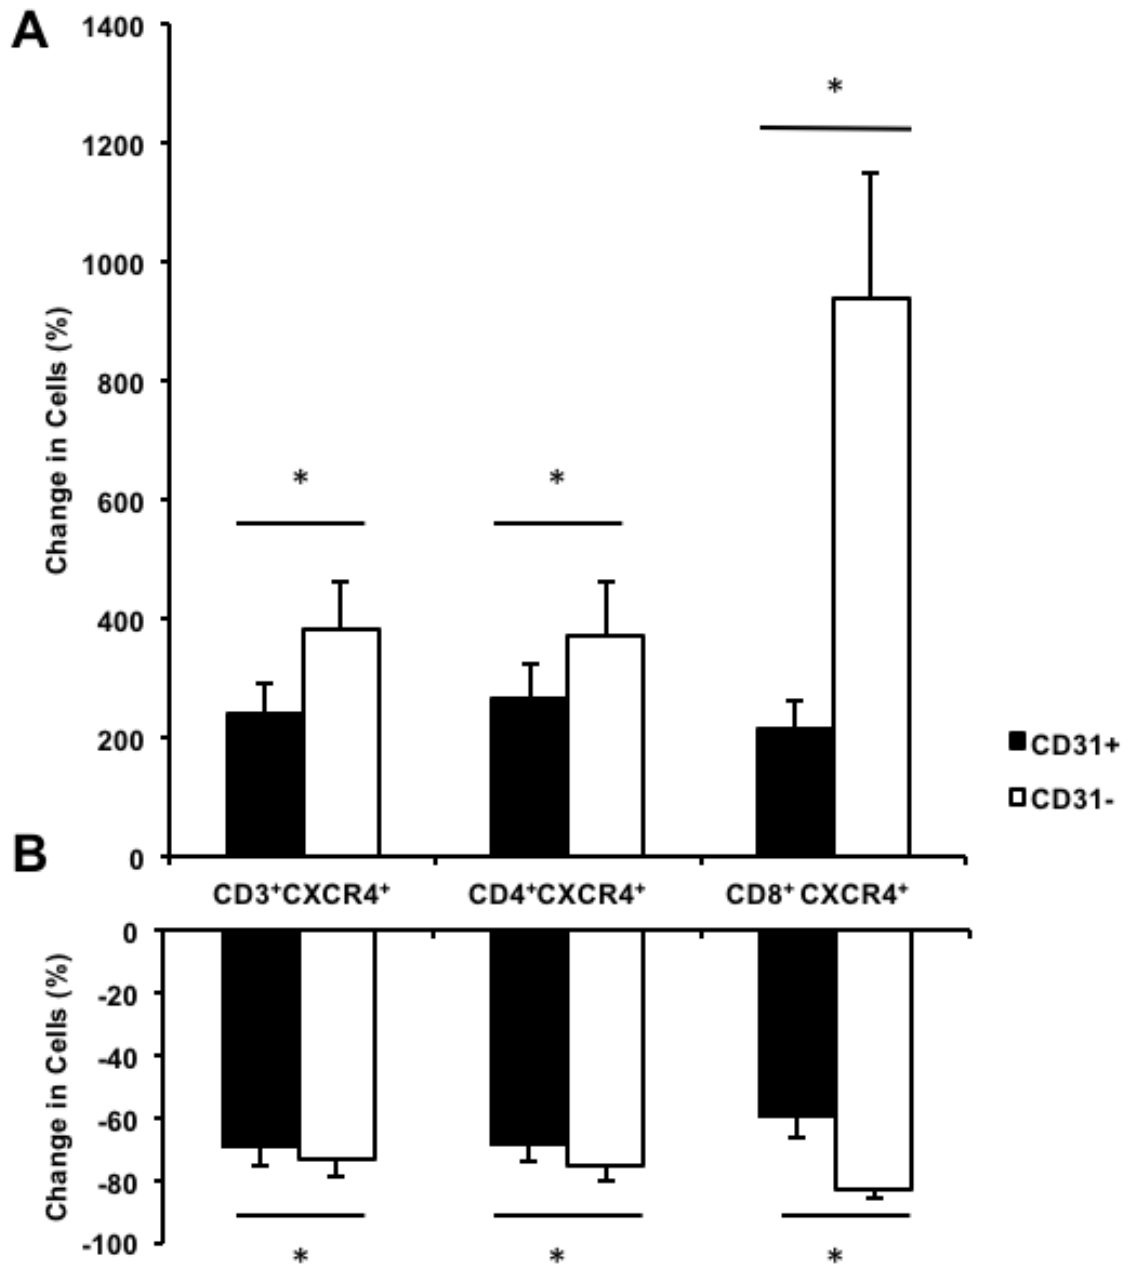 A
Change in Cells (%)
1400
1200
1000
800
600
400
200
0
*
*
*
CD31+
CD31-
CD3⁺CXCR4⁺
CD4⁺CXCR4⁺
CD8⁺ CXCR4⁺
B
Change in Cells (%)
0
-20
-40
-60
-80
-100
*
*
*